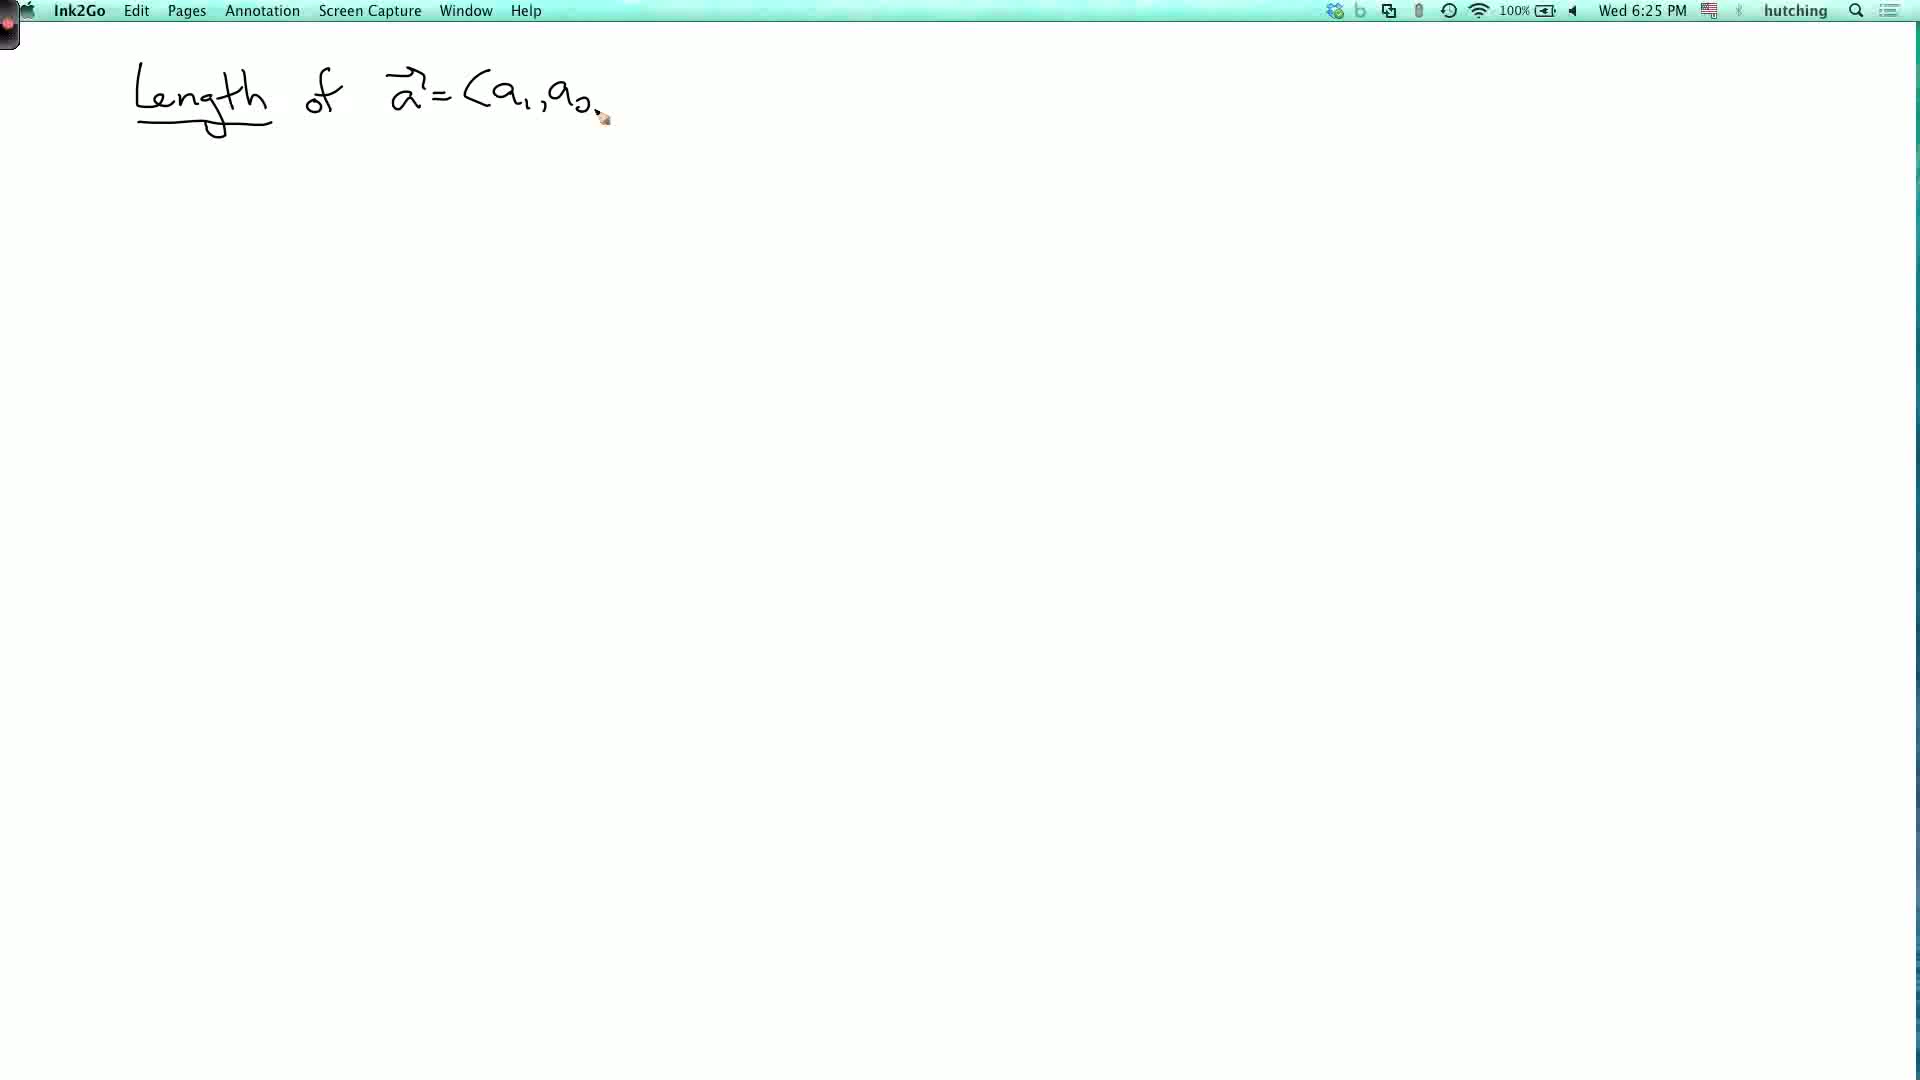 Ink2Go Edit Pages Annotation Screen Capture Window Help 100% Wed 6:25 PM hutching
Length of a⃗ = ⟨a₁, a₂